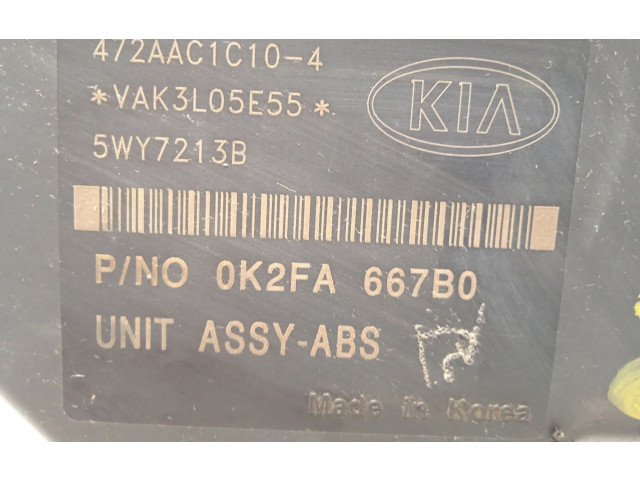 472AAC1C10-4
*VAK3L05E55*
KIA
5WY7213B
P/NO 0K2FA 667B0
UNIT ASSY-ABS
Made in Korea